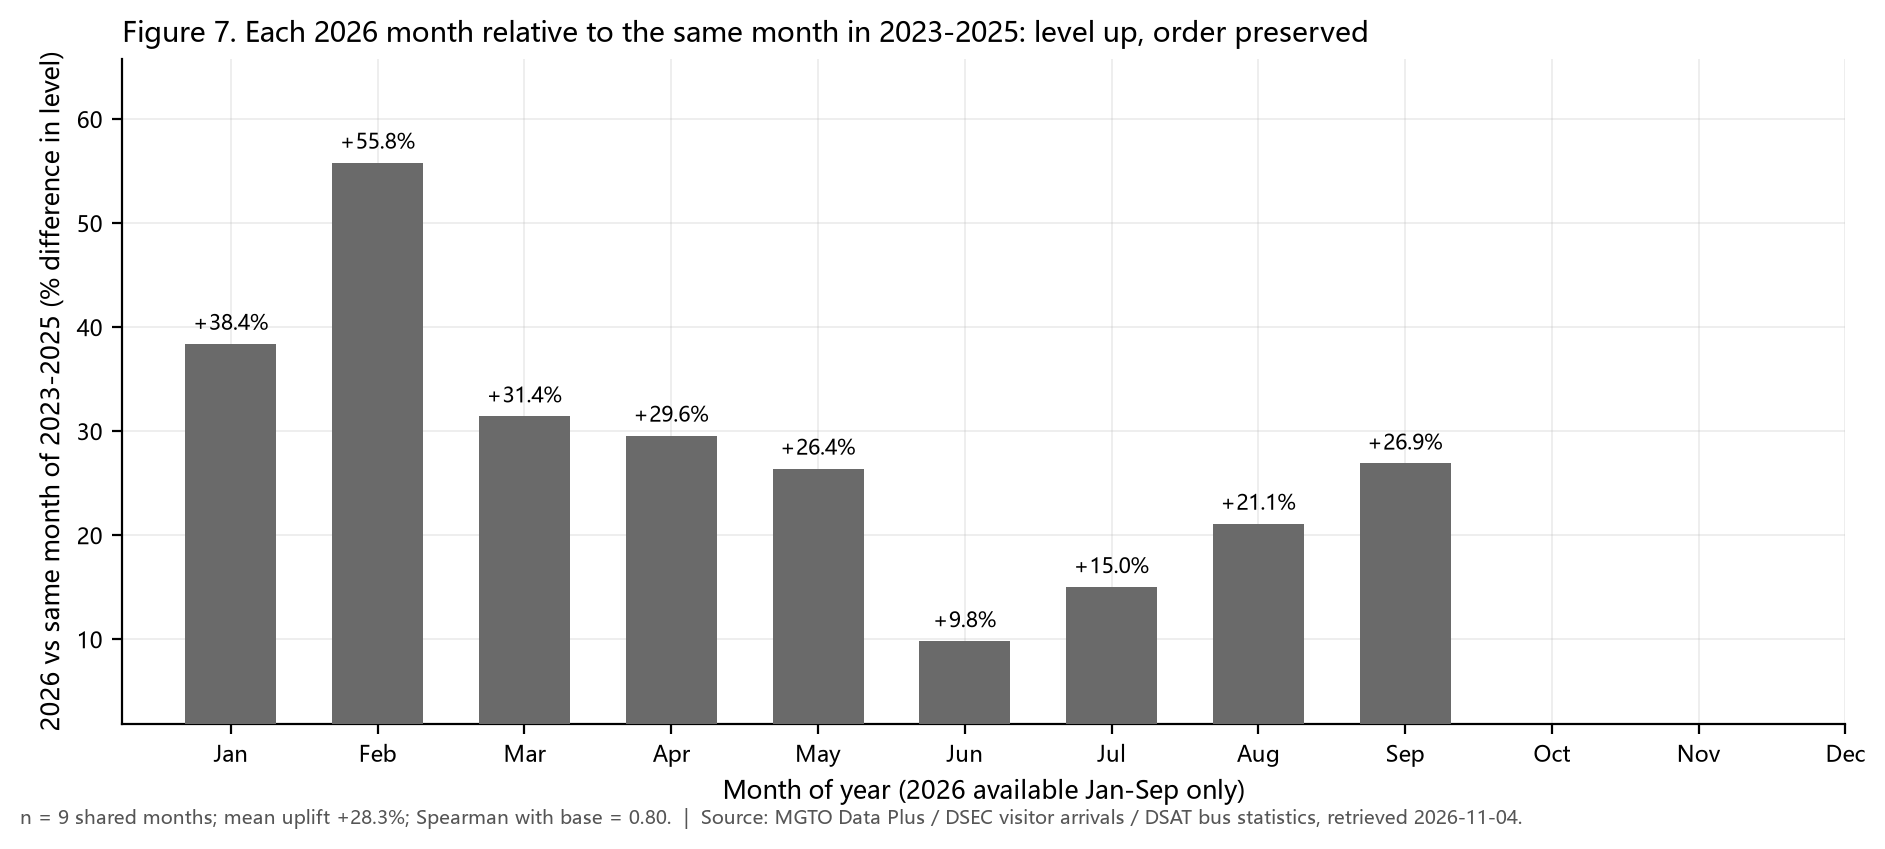 Figure 7. Each 2026 month relative to the same month in 2023-2025: level up, order preserved
2026 vs same month of 2023-2025 (% difference in level)
60
50
40
30
20
10
+38.4%
+55.8%
+31.4%
+29.6%
+26.4%
+9.8%
+15.0%
+21.1%
+26.9%
Jan
Feb
Mar
Apr
May
Jun
Jul
Aug
Sep
Oct
Nov
Dec
Month of year (2026 available Jan-Sep only)
n = 9 shared months; mean uplift +28.3%; Spearman with base = 0.80. | Source: MGTO Data Plus / DSEC visitor arrivals / DSAT bus statistics, retrieved 2026-11-04.